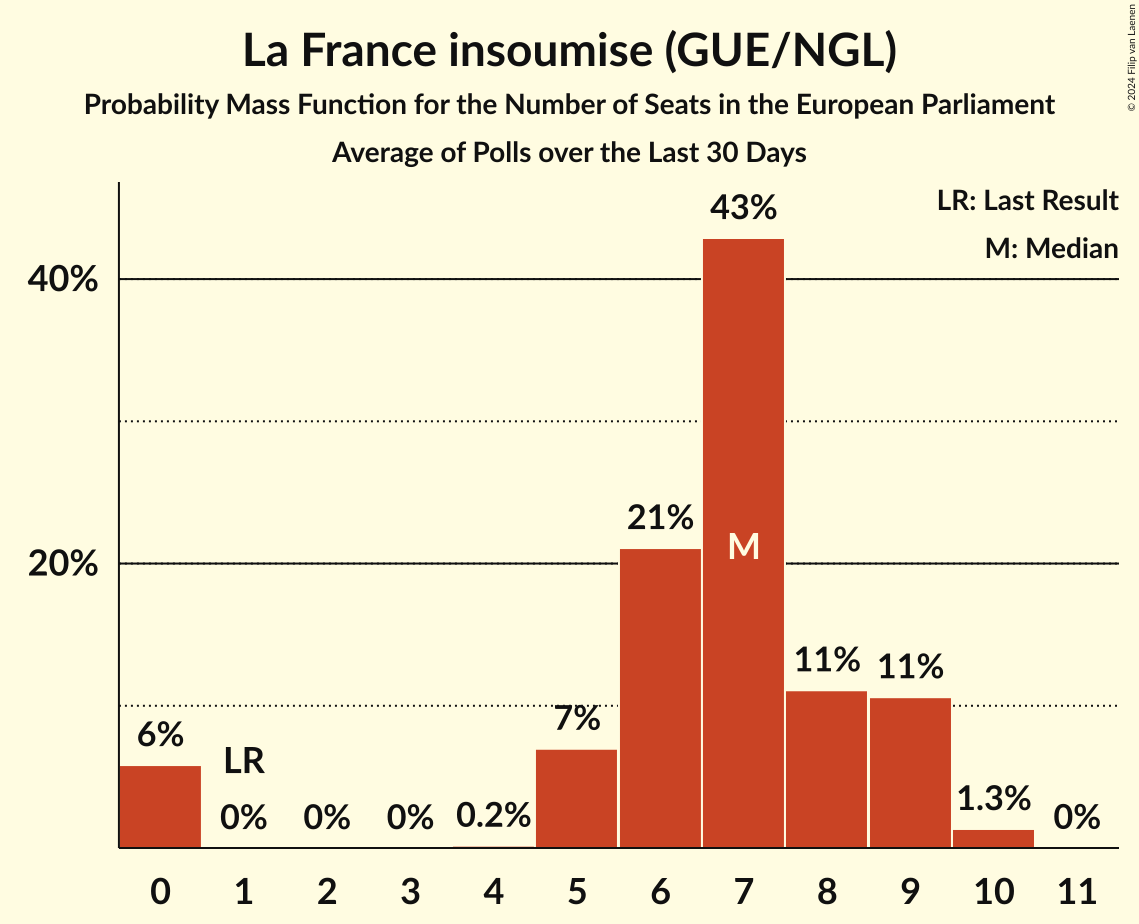 La France insoumise (GUE/NGL)
Probability Mass Function for the Number of Seats in the European Parliament
Average of Polls over the Last 30 Days
© 2024 Filip van Laenen
LR: Last Result
M: Median
40%
20%
6%
LR
0%
0%
0%
0.2%
7%
21%
43%
M
11%
11%
1.3%
0%
0 1 2 3 4 5 6 7 8 9 10 11